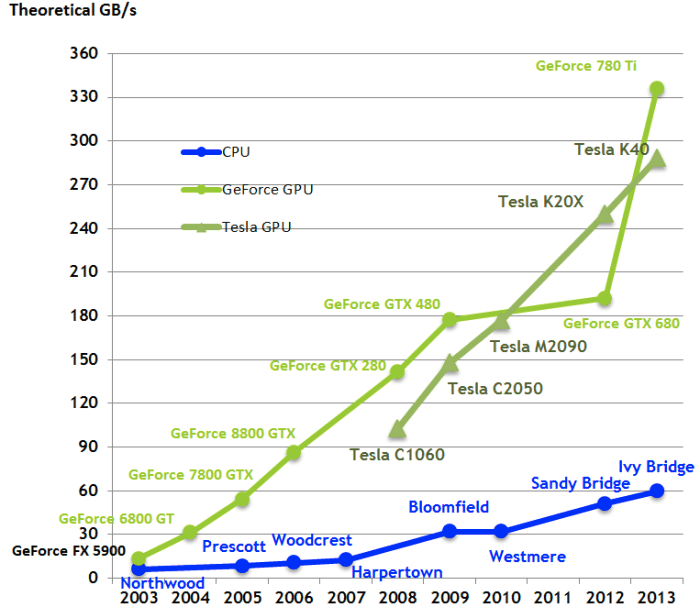 Theoretical GB/s
360
GeForce 780 Ti
330
300
CPU
Tesla K40
270
GeForce GPU
Tesla K20X
240
Tesla GPU
210
GeForce GTX 480
180
GeForce GTX 680
Tesla M2090
150
GeForce GTX 280
Tesla C2050
120
GeForce 8800 GTX
Tesla C1060
90
GeForce 7800 GTX
Ivy Bridge
Sandy Bridge
60
Bloomfield
GeForce 6800 GT
30
Woodcrest
Prescott
GeForce FX 5900
Westmere
Harpertown
0
Northwood
2003 2004 2005 2006 2007 2008 2009 2010 2011 2012 2013